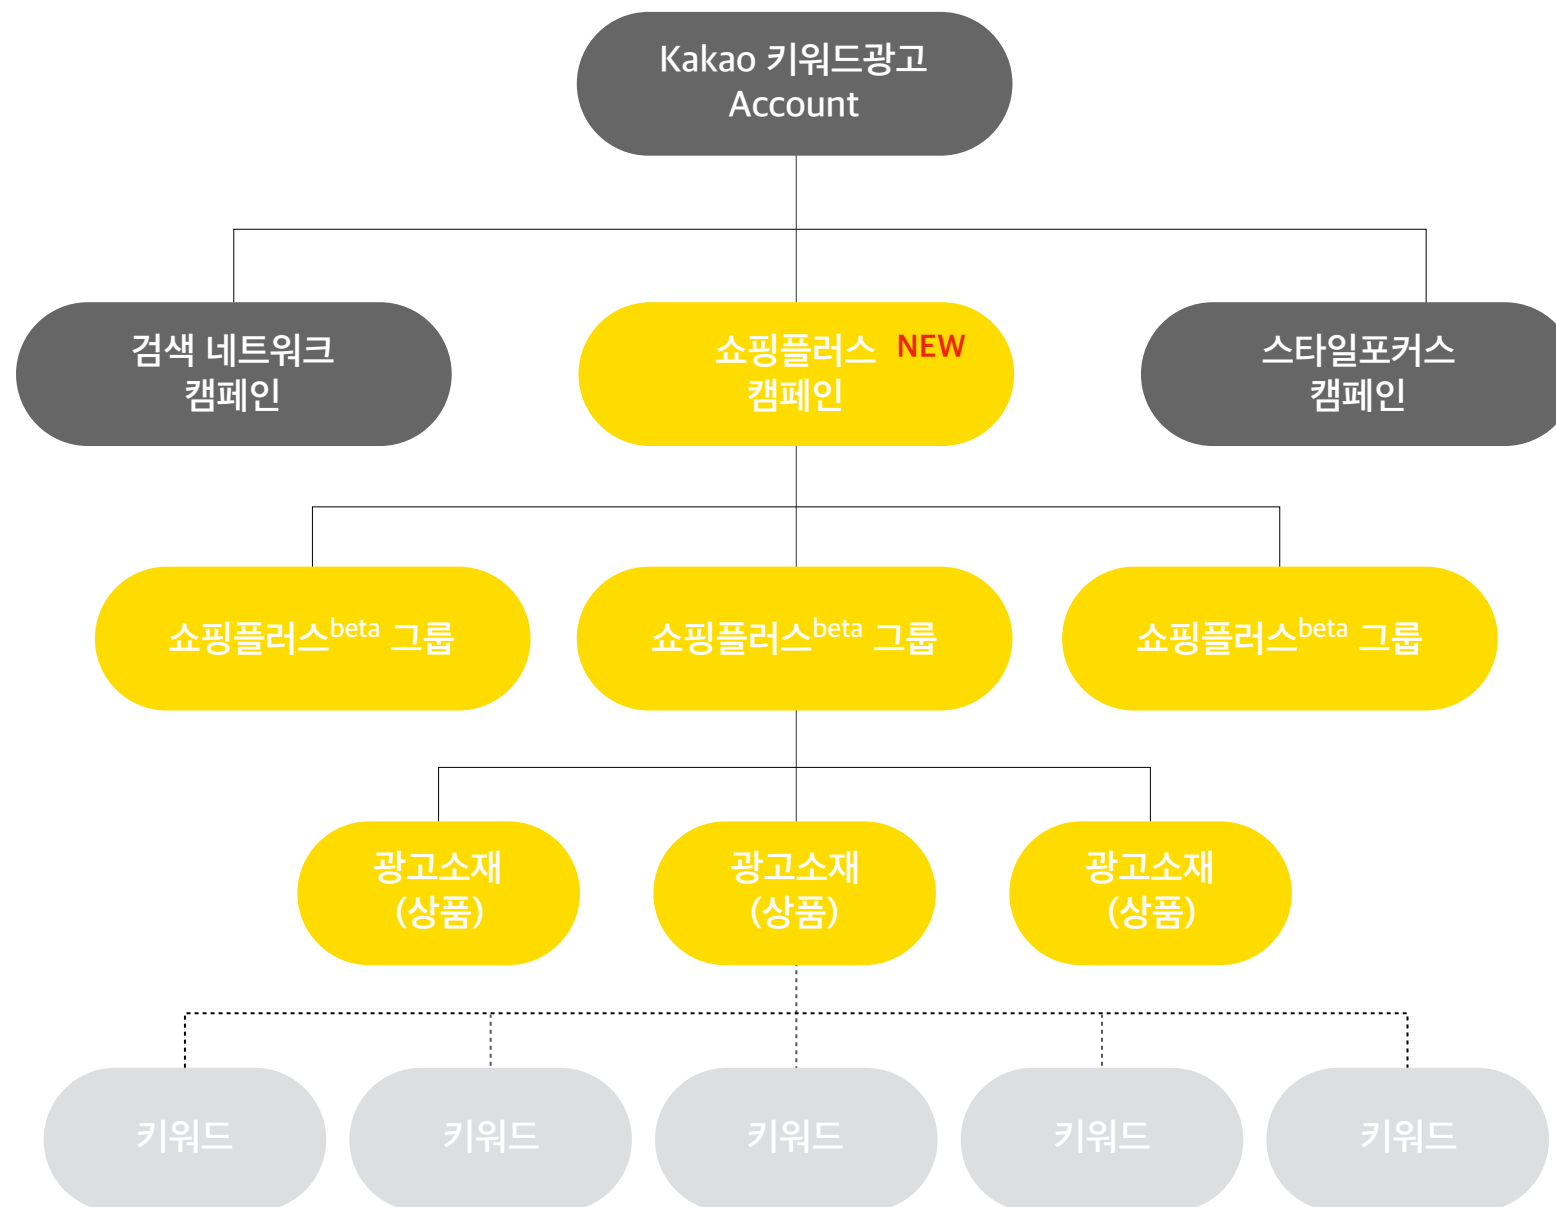 Kakao 키워드광고
Account
검색 네트워크
캠페인
쇼핑플러스 NEW
캠페인
스타일포커스
캠페인
쇼핑플러스beta 그룹
쇼핑플러스beta 그룹
쇼핑플러스beta 그룹
광고소재
(상품)
광고소재
(상품)
광고소재
(상품)
키워드
키워드
키워드
키워드
키워드